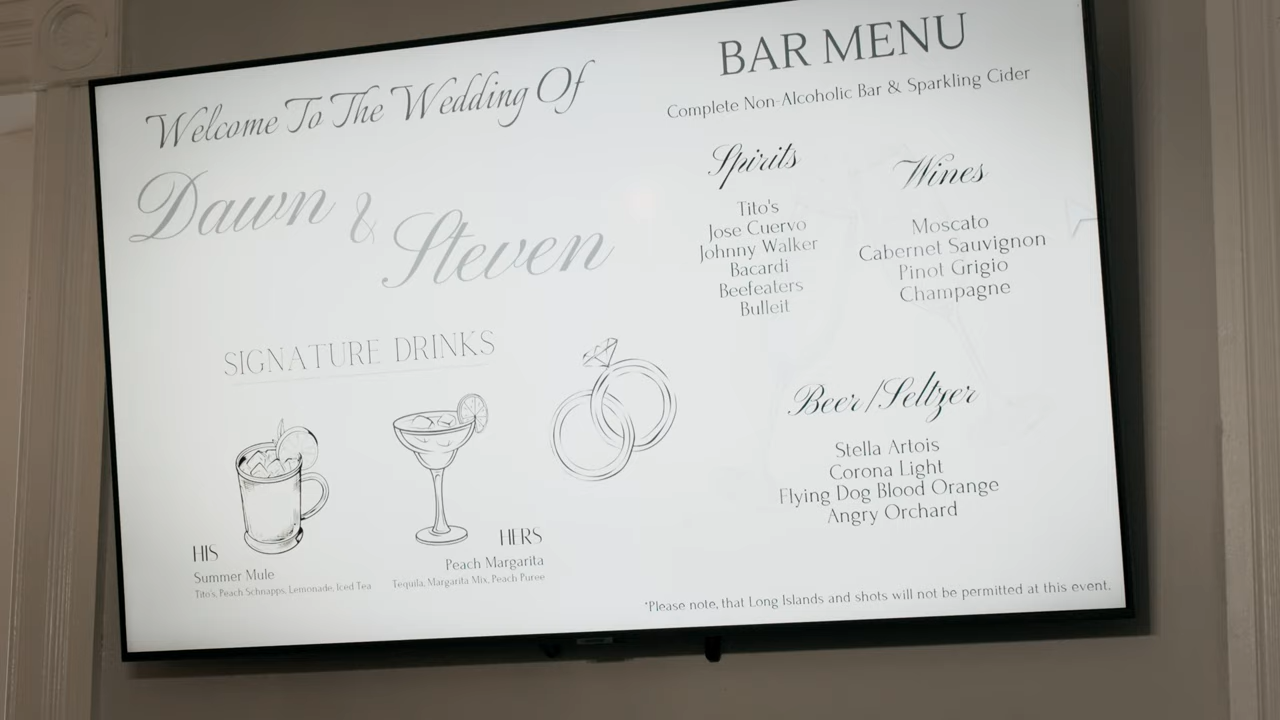 Welcome To The Wedding Of
Dawn & Steven
SIGNATURE DRINKS
HIS
Summer Mule
Tito's, Peach Schnapps, Lemonade, Iced Tea
HERS
Peach Margarita
Tequila, Margarita Mix, Peach Puree
BAR MENU
Complete Non-Alcoholic Bar & Sparkling Cider
Spirits
Tito's
Jose Cuervo
Johnny Walker
Bacardi
Beefeaters
Bulleit
Wines
Moscato
Cabernet Sauvignon
Pinot Grigio
Champagne
Beer/Seltzer
Stella Artois
Corona Light
Flying Dog Blood Orange
Angry Orchard
*Please note, that Long Islands and shots will not be permitted at this event.